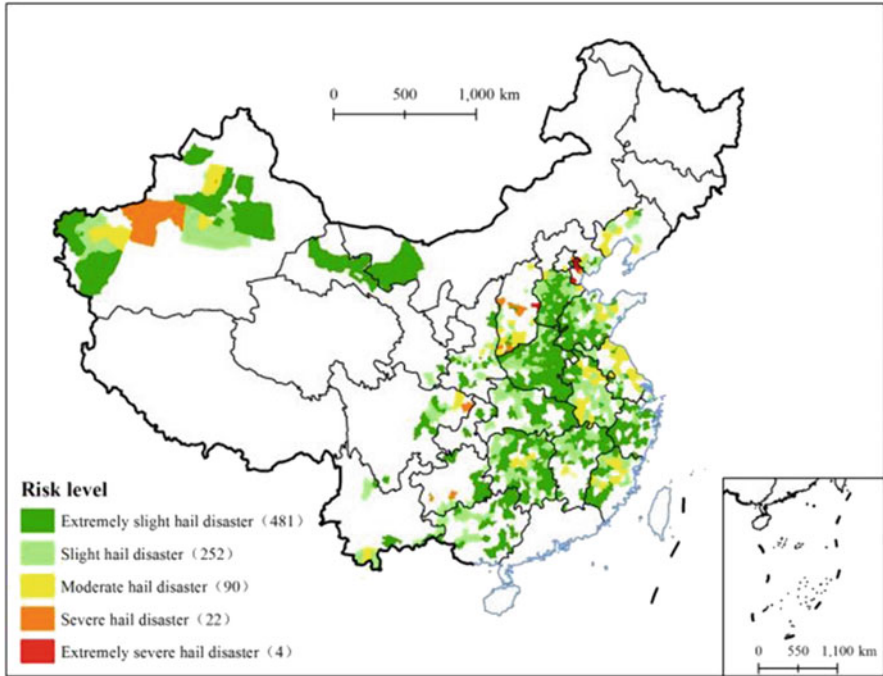 0 500 1,000 km
Risk level
Extremely slight hail disaster（481）
Slight hail disaster（252）
Moderate hail disaster（90）
Severe hail disaster（22）
Extremely severe hail disaster（4）
0 550 1,100 km